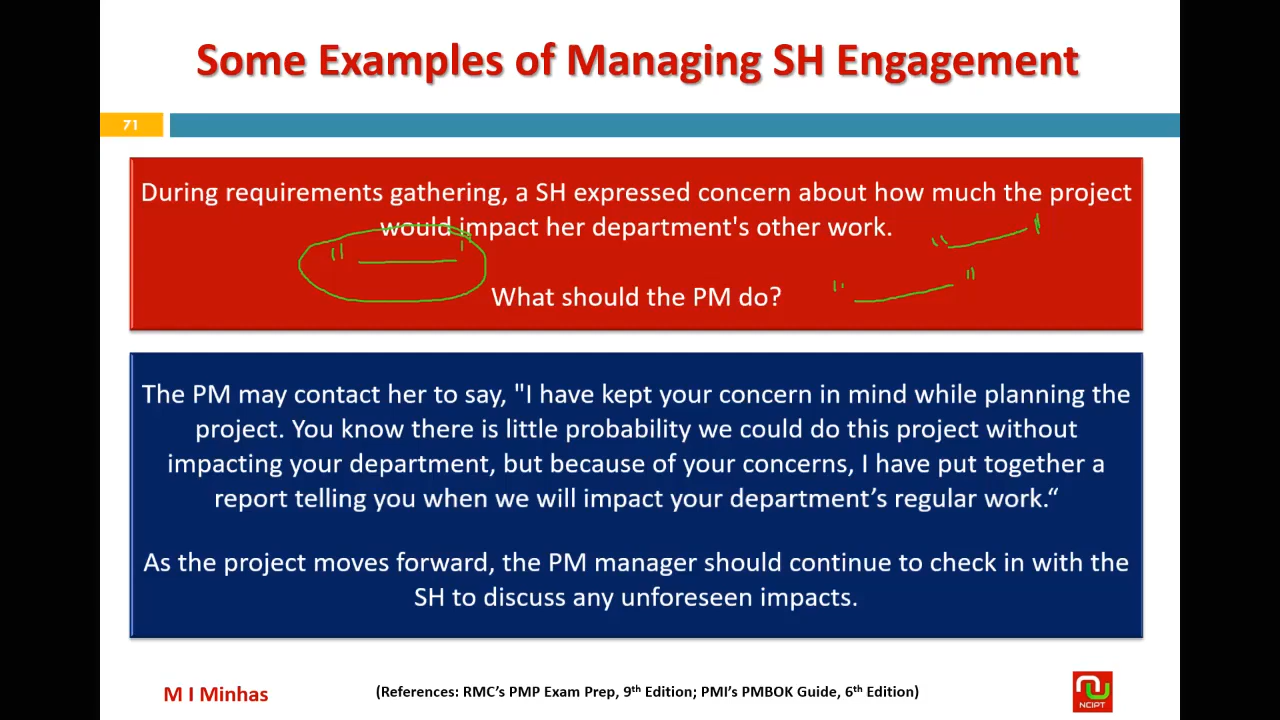 Some Examples of Managing SH Engagement
71
During requirements gathering, a SH expressed concern about how much the project
would impact her department's other work.
What should the PM do?
The PM may contact her to say, "I have kept your concern in mind while planning the
project. You know there is little probability we could do this project without
impacting your department, but because of your concerns, I have put together a
report telling you when we will impact your department’s regular work.“
As the project moves forward, the PM manager should continue to check in with the
SH to discuss any unforeseen impacts.
M I Minhas
(References: RMC’s PMP Exam Prep, 9th Edition; PMI’s PMBOK Guide, 6th Edition)
NCIPT